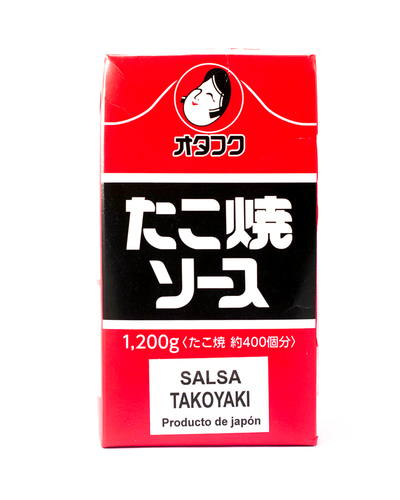 オタフク
たこ焼
ソース
1,200g〈たこ焼 約400個分〉
SALSA
TAKOYAKI
Producto de japón